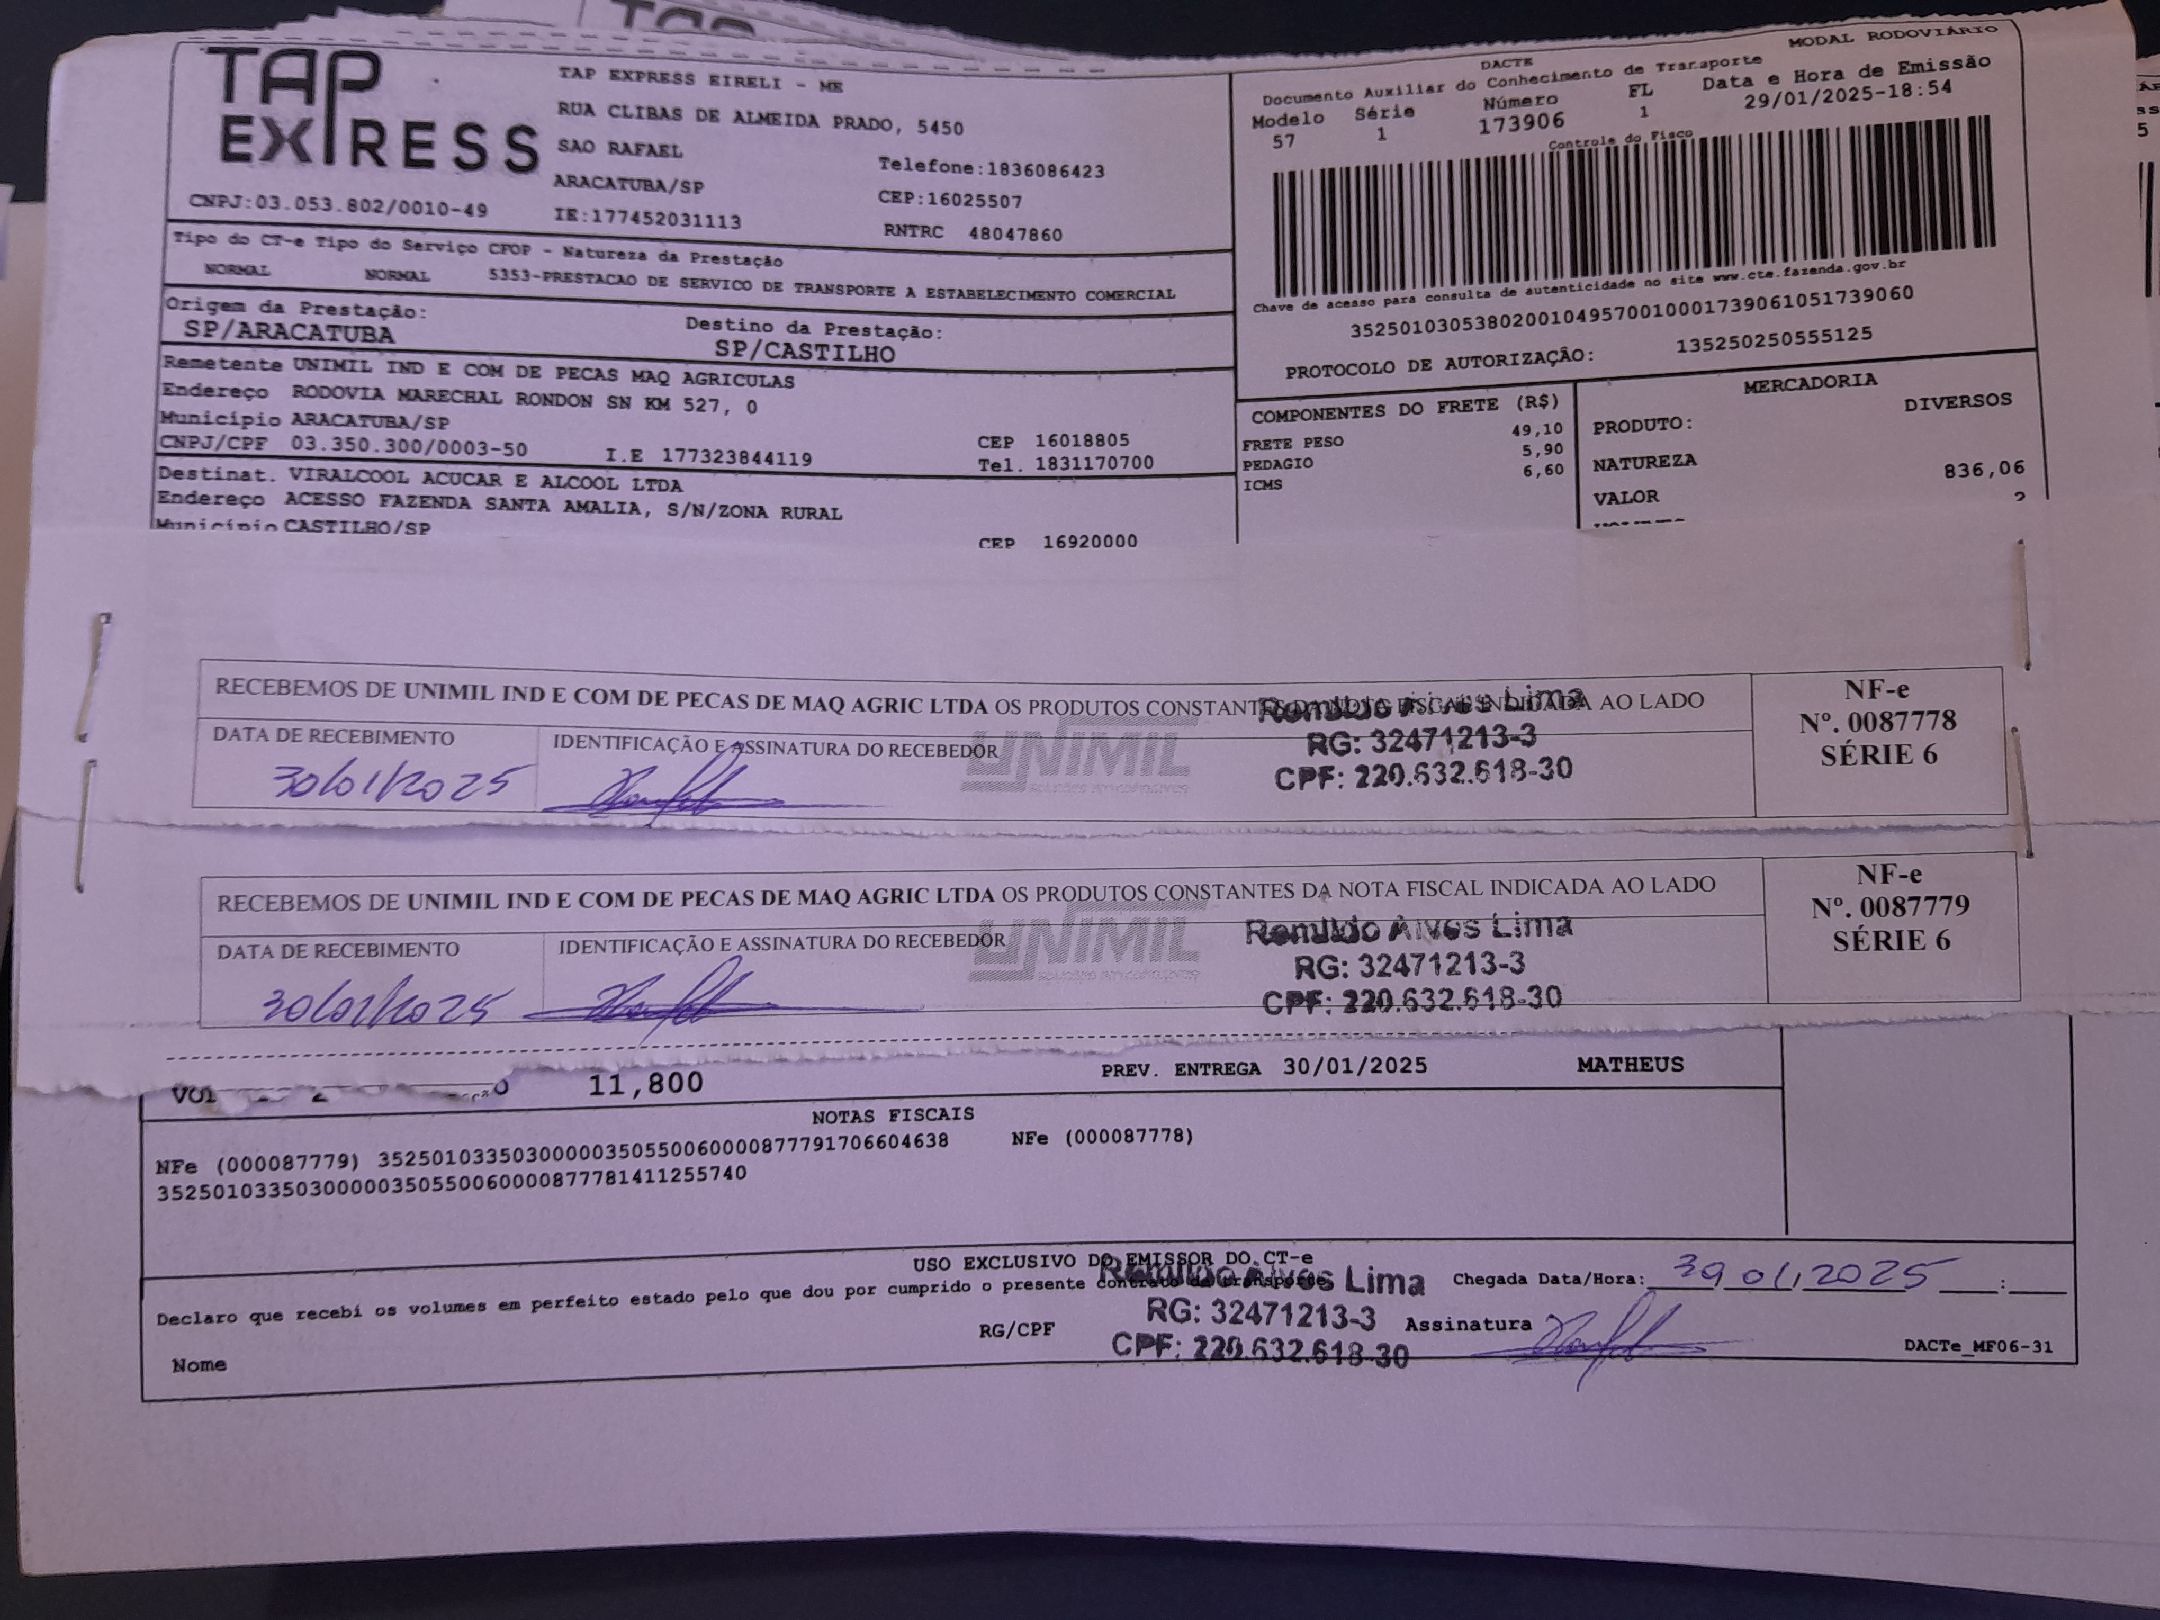 TAP EXPRESS
TAP EXPRESS EIRELI - ME
RUA CLIBAS DE ALMEIDA PRADO, 5450
SAO RAFAEL
Telefone:1836086423
ARACATUBA/SP
CEP:16025507
CNPJ:03.053.802/0010-49
IE:177452031113
RNTRC 48047860
MODAL RODOVIÁRIO
DACTE
Documento Auxiliar do Conhecimento de Transporte
Modelo Série Número FL Data e Hora de Emissão
57 1 173906 1 29/01/2025-18:54
Controle do Fisco
Chave de acesso para consulta de autenticidade no site www.cte.fazenda.gov.br
35250103053802001049570010001739061051739060
PROTOCOLO DE AUTORIZAÇÃO: 135250250555125
Tipo do CT-e Tipo do Serviço CFOP - Natureza da Prestação
NORMAL NORMAL 5353-PRESTACAO DE SERVICO DE TRANSPORTE A ESTABELECIMENTO COMERCIAL
Origem da Prestação: Destino da Prestação:
SP/ARACATUBA SP/CASTILHO
Remetente UNIMIL IND E COM DE PECAS MAQ AGRICULAS
Endereço RODOVIA MARECHAL RONDON SN KM 527, 0
Município ARACATUBA/SP CEP 16018805
CNPJ/CPF 03.350.300/0003-50 I.E 177323844119 Tel. 1831170700
Destinat. VIRALCOOL ACUCAR E ALCOOL LTDA
Endereço ACESSO FAZENDA SANTA AMALIA, S/N/ZONA RURAL
Município CASTILHO/SP CEP 16920000
COMPONENTES DO FRETE (R$)
FRETE PESO 49,10
PEDAGIO 5,90
ICMS 6,60
MERCADORIA
PRODUTO: DIVERSOS
NATUREZA
VALOR 836,06
RECEBEMOS DE UNIMIL IND E COM DE PECAS DE MAQ AGRIC LTDA OS PRODUTOS CONSTANTES DA NOTA FISCAL INDICADA AO LADO
NF-e
Nº. 0087778
SÉRIE 6
DATA DE RECEBIMENTO
30/01/2025
IDENTIFICAÇÃO E ASSINATURA DO RECEBEDOR
UNIMIL
Romildo Alves Lima
RG: 32471213-3
CPF: 220.632.618-30
RECEBEMOS DE UNIMIL IND E COM DE PECAS DE MAQ AGRIC LTDA OS PRODUTOS CONSTANTES DA NOTA FISCAL INDICADA AO LADO
NF-e
Nº. 0087779
SÉRIE 6
DATA DE RECEBIMENTO
30/01/2025
IDENTIFICAÇÃO E ASSINATURA DO RECEBEDOR
UNIMIL
Romildo Alves Lima
RG: 32471213-3
CPF: 220.632.618-30
11,800 PREV. ENTREGA 30/01/2025 MATHEUS
NOTAS FISCAIS
NFe (000087779) 35250103350300000350550060000877791706604638 NFe (000087778)
35250103350300000350550060000877781411255740
USO EXCLUSIVO DO EMISSOR DO CT-e
Declaro que recebi os volumes em perfeito estado pelo que dou por cumprido o presente contrato de transporte.
Romildo Alves Lima
RG: 32471213-3
CPF: 220.632.618-30
Chegada Data/Hora: 30 01 2025 :
RG/CPF
Assinatura
Nome
DACTe_MF06-31